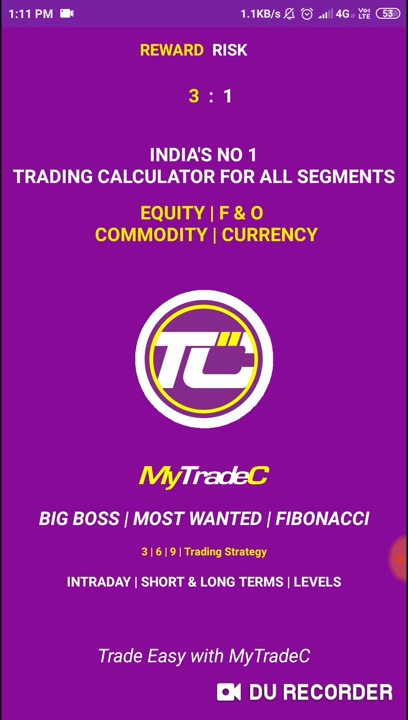 1:11 PM 1.1KB/s 4G Vo) LTE 53
REWARD RISK
3 : 1
INDIA'S NO 1
TRADING CALCULATOR FOR ALL SEGMENTS
EQUITY | F & O
COMMODITY | CURRENCY
TC
MyTradeC
BIG BOSS | MOST WANTED | FIBONACCI
3 | 6 | 9 | Trading Strategy
INTRADAY | SHORT & LONG TERMS | LEVELS
Trade Easy with MyTradeC
DU RECORDER